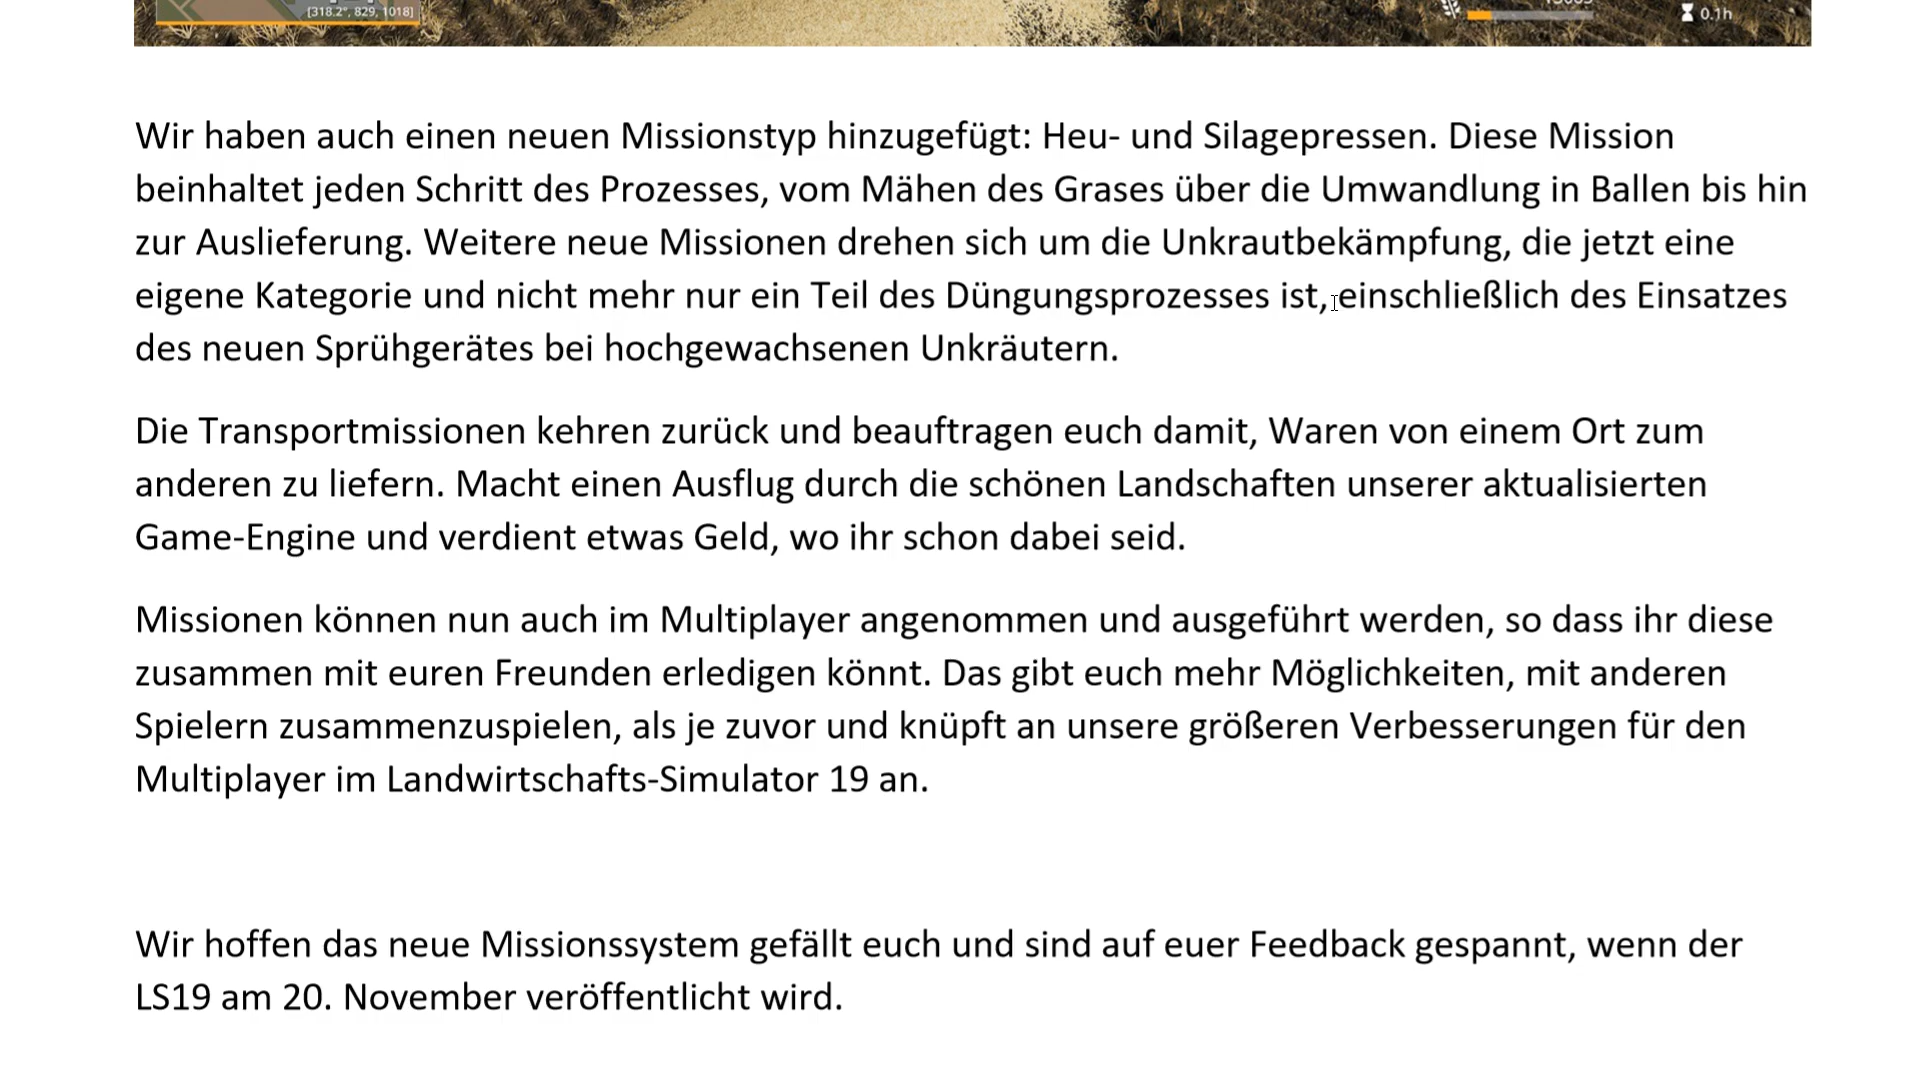 [318.2°, 829, 1018]
0.1h
Wir haben auch einen neuen Missionstyp hinzugefügt: Heu- und Silagepressen. Diese Mission
beinhaltet jeden Schritt des Prozesses, vom Mähen des Grases über die Umwandlung in Ballen bis hin
zur Auslieferung. Weitere neue Missionen drehen sich um die Unkrautbekämpfung, die jetzt eine
eigene Kategorie und nicht mehr nur ein Teil des Düngungsprozesses ist, einschließlich des Einsatzes
des neuen Sprühgerätes bei hochgewachsenen Unkräutern.
Die Transportmissionen kehren zurück und beauftragen euch damit, Waren von einem Ort zum
anderen zu liefern. Macht einen Ausflug durch die schönen Landschaften unserer aktualisierten
Game-Engine und verdient etwas Geld, wo ihr schon dabei seid.
Missionen können nun auch im Multiplayer angenommen und ausgeführt werden, so dass ihr diese
zusammen mit euren Freunden erledigen könnt. Das gibt euch mehr Möglichkeiten, mit anderen
Spielern zusammenzuspielen, als je zuvor und knüpft an unsere größeren Verbesserungen für den
Multiplayer im Landwirtschafts-Simulator 19 an.
Wir hoffen das neue Missionssystem gefällt euch und sind auf euer Feedback gespannt, wenn der
LS19 am 20. November veröffentlicht wird.